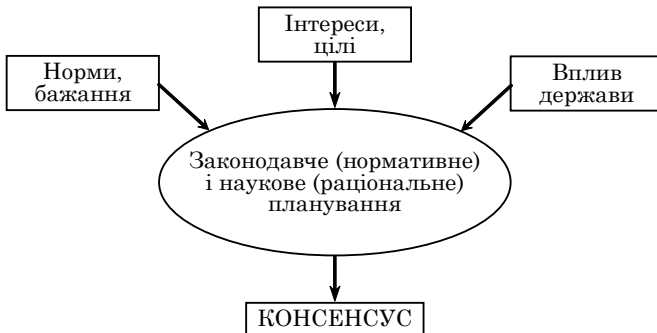 Інтереси,
цілі
Норми,
бажання
Вплив
держави
Законодавче (нормативне)
і наукове (раціональне)
планування
КОНСЕНСУС